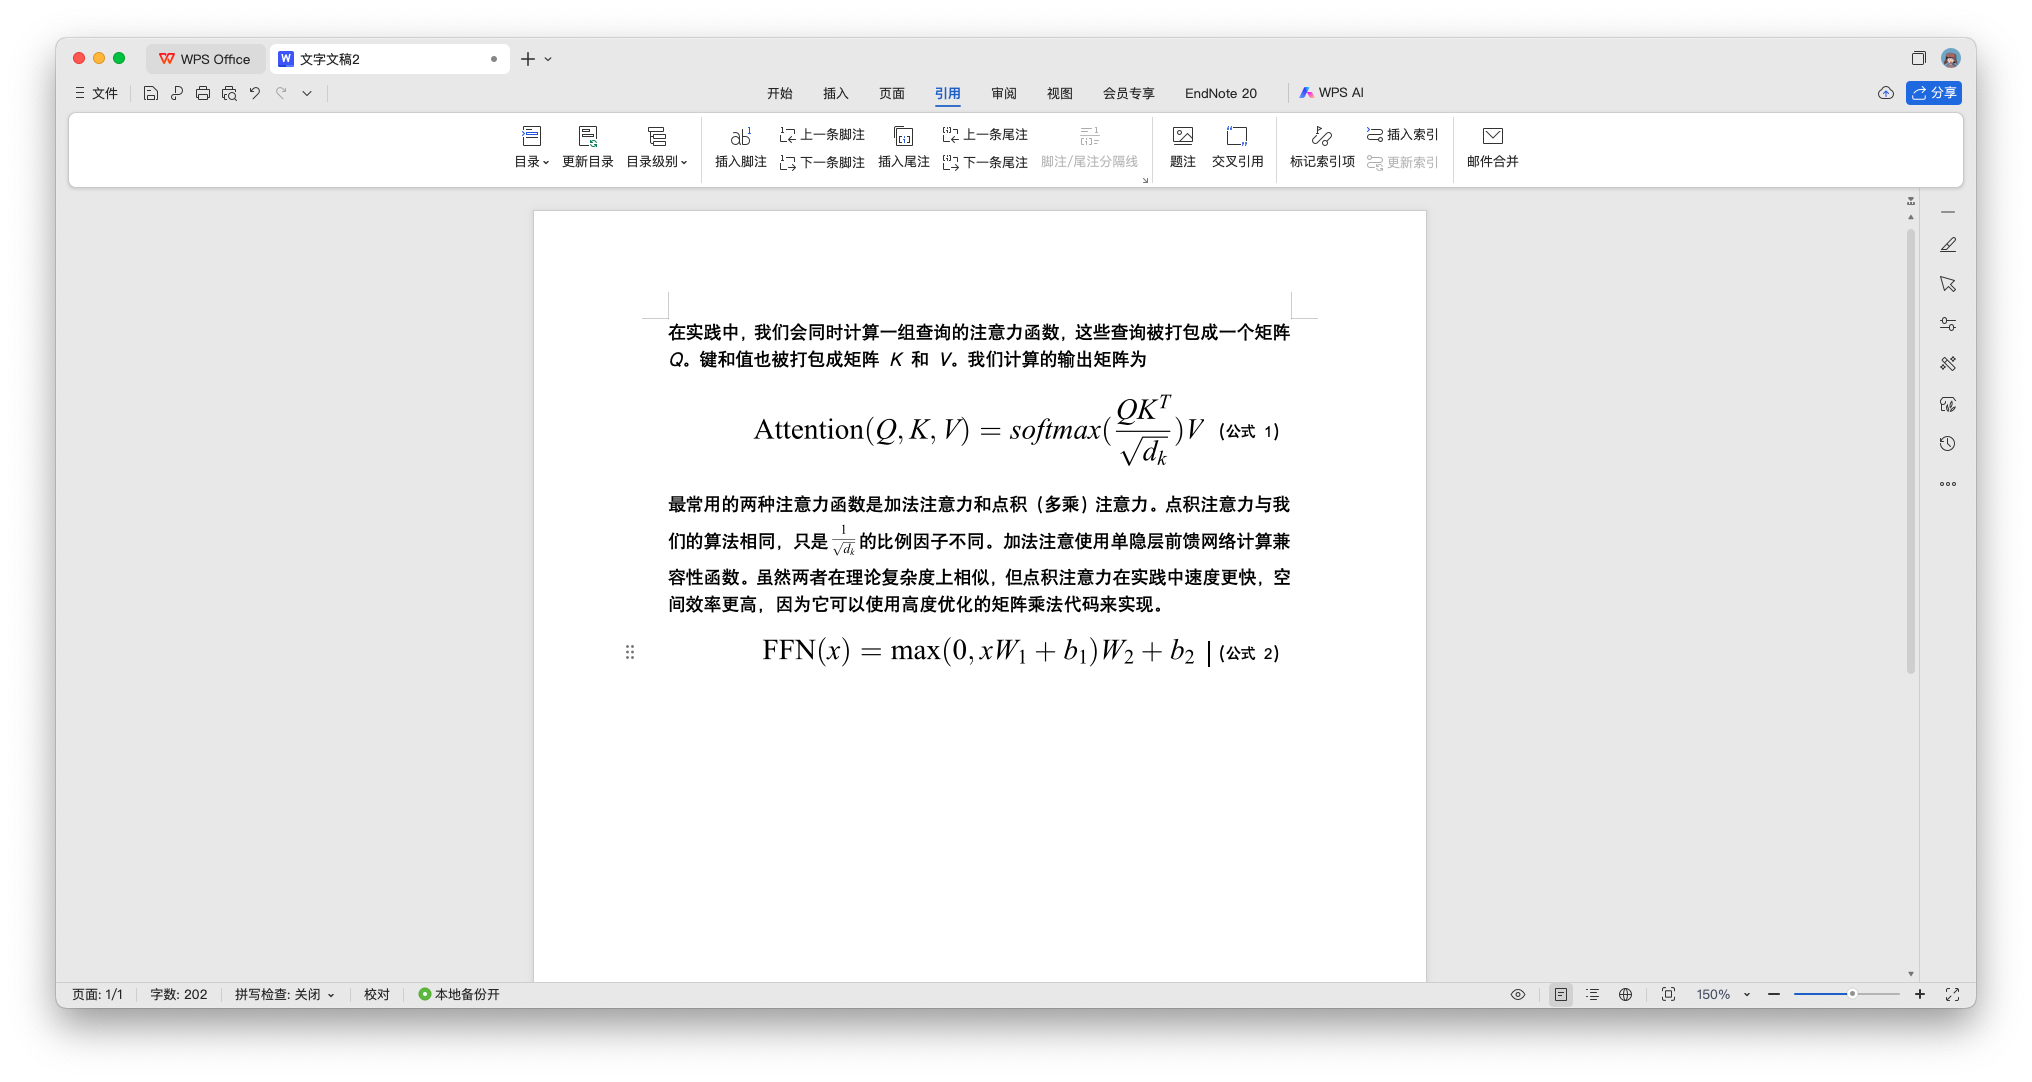 WPS Office
文字文稿2
文件
开始 插入 页面 引用 审阅 视图 会员专享 EndNote 20 WPS AI
分享
目录 更新目录 目录级别 插入脚注 上一条脚注 下一条脚注 插入尾注 上一条尾注 下一条尾注 脚注/尾注分隔线 题注 交叉引用 标记索引项 插入索引 更新索引 邮件合并
在实践中，我们会同时计算一组查询的注意力函数，这些查询被打包成一个矩阵
Q。键和值也被打包成矩阵 K 和 V。我们计算的输出矩阵为
Attention(Q, K, V) = softmax(QK^T/√d_k)V （公式 1）
最常用的两种注意力函数是加法注意力和点积（多乘）注意力。点积注意力与我
们的算法相同，只是 1/√d_k 的比例因子不同。加法注意使用单隐层前馈网络计算兼
容性函数。虽然两者在理论复杂度上相似，但点积注意力在实践中速度更快，空
间效率更高，因为它可以使用高度优化的矩阵乘法代码来实现。
FFN(x) = max(0, xW_1 + b_1)W_2 + b_2 （公式 2）
页面: 1/1 字数: 202 拼写检查: 关闭 校对 本地备份开 150%